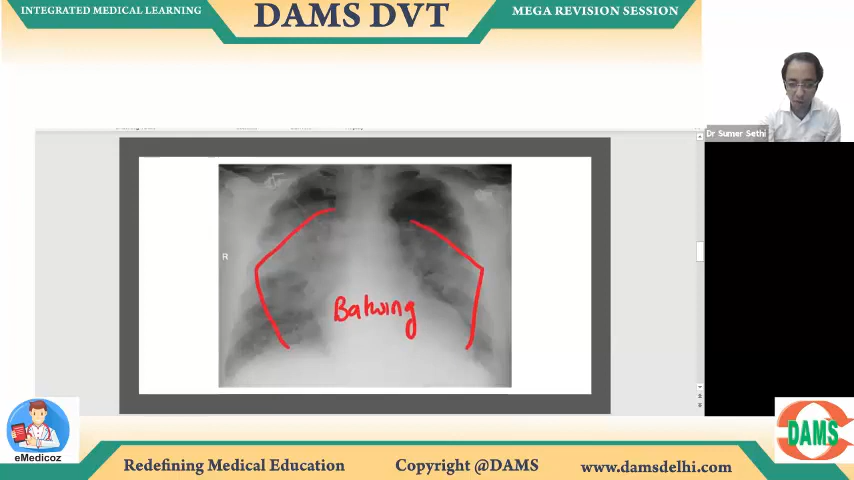 INTEGRATED MEDICAL LEARNING
DAMS DVT
MEGA REVISION SESSION
Dr Sumer Sethi
R
Batwing
eMedicoz
DAMS
Redefining Medical Education
Copyright @DAMS
www.damsdelhi.com